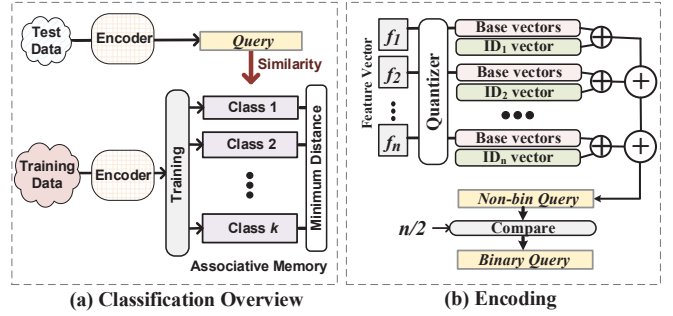 Test
Data
Encoder
Query
Similarity
Training
Data
Encoder
Training
Class 1
Class 2
Class k
Minimum Distance
Associative Memory
(a) Classification Overview
Feature Vector
f1
f2
fn
Quantizer
Base vectors
ID1 vector
Base vectors
ID2 vector
Base vectors
IDn vector
Non-bin Query
n/2
Compare
Binary Query
(b) Encoding